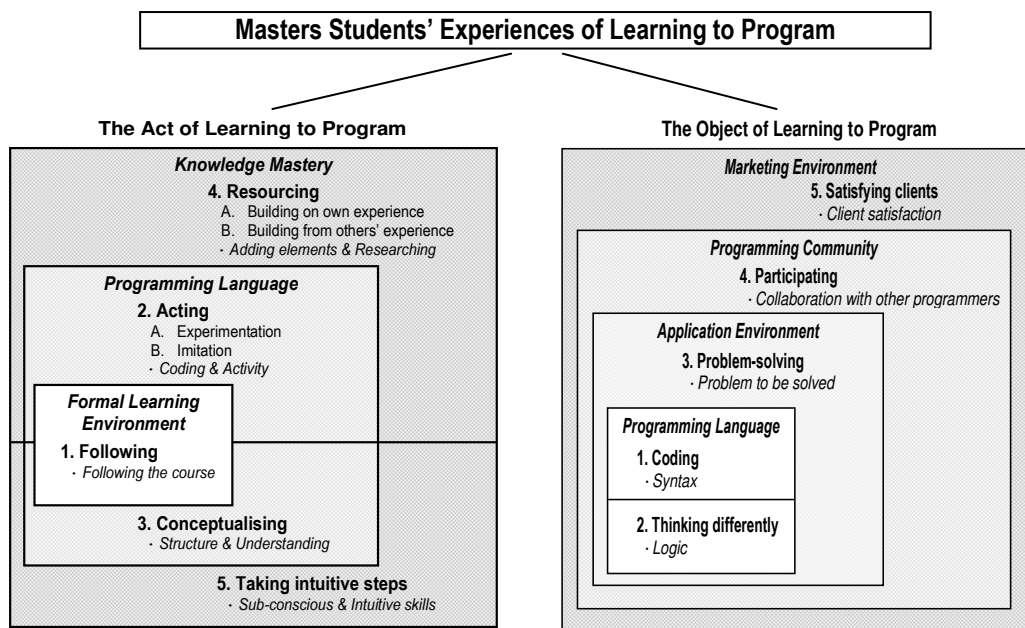 Masters Students’ Experiences of Learning to Program
The Act of Learning to Program
Knowledge Mastery
4. Resourcing
A. Building on own experience
B. Building from others’ experience
· Adding elements & Researching
Programming Language
2. Acting
A. Experimentation
B. Imitation
· Coding & Activity
Formal Learning
Environment
1. Following
· Following the course
3. Conceptualising
· Structure & Understanding
5. Taking intuitive steps
· Sub-conscious & Intuitive skills
The Object of Learning to Program
Marketing Environment
5. Satisfying clients
· Client satisfaction
Programming Community
4. Participating
· Collaboration with other programmers
Application Environment
3. Problem-solving
· Problem to be solved
Programming Language
1. Coding
· Syntax
2. Thinking differently
· Logic